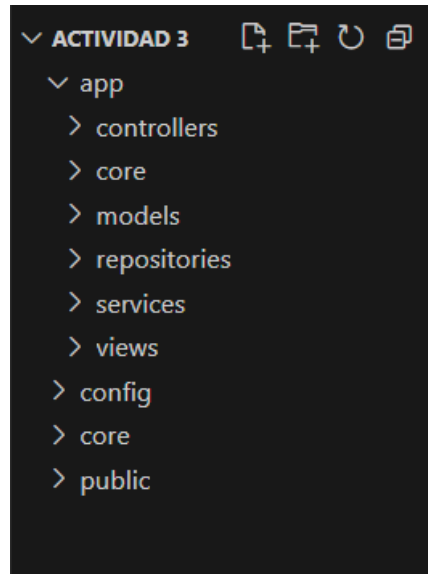 ACTIVIDAD 3
app
controllers
core
models
repositories
services
views
config
core
public